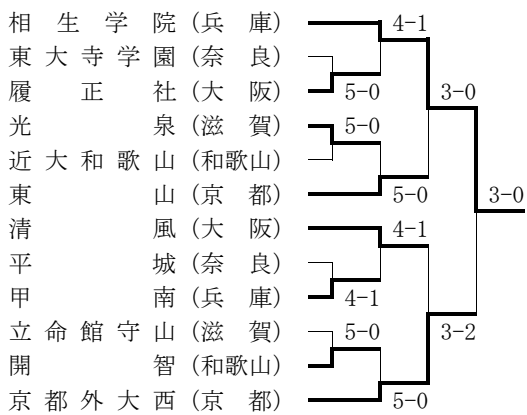 相生学院(兵庫) 4-1
東大寺学園(奈良)
履正社(大阪) 5-0 3-0
光泉(滋賀) 5-0
近大和歌山(和歌山)
東山(京都) 5-0 3-0
清風(大阪) 4-1
平城(奈良)
甲南(兵庫) 4-1
立命館守山(滋賀) 5-0 3-2
開智(和歌山)
京都外大西(京都) 5-0